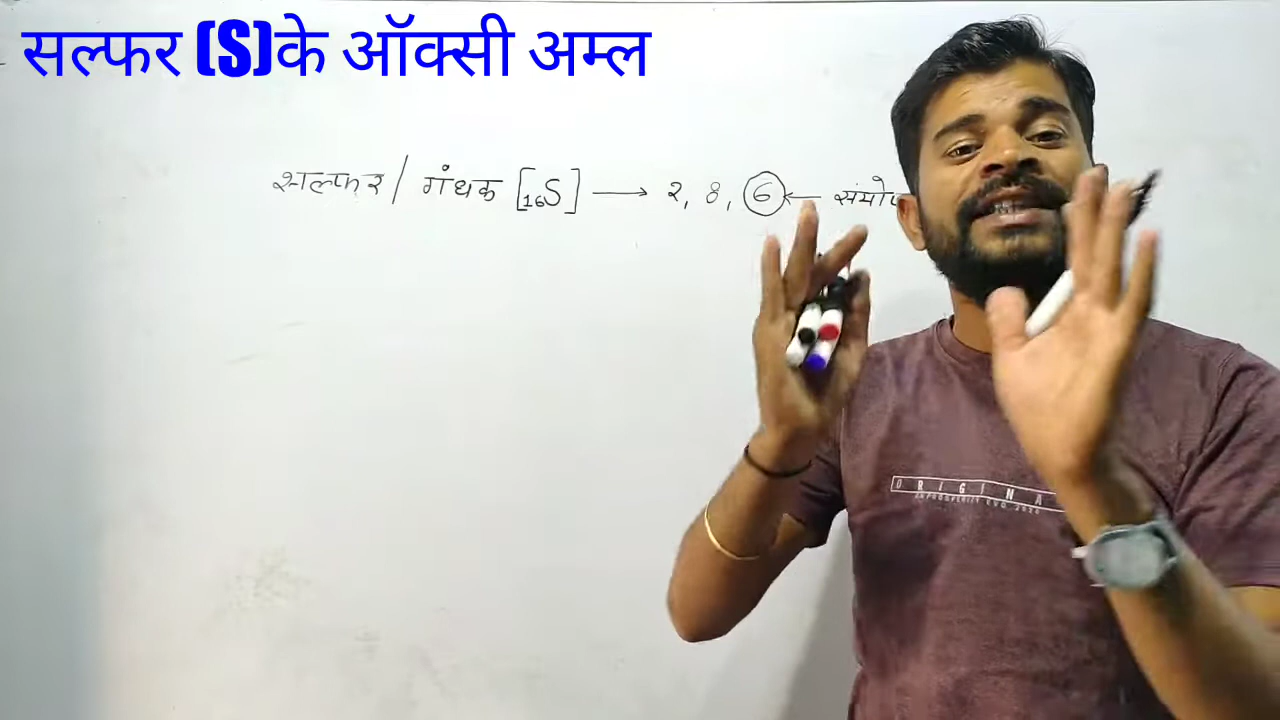 सल्फर (S)के ऑक्सी अम्ल
सल्फर / गंधक [₁₆S] → 2, 8, 6 ←
ORIGINA